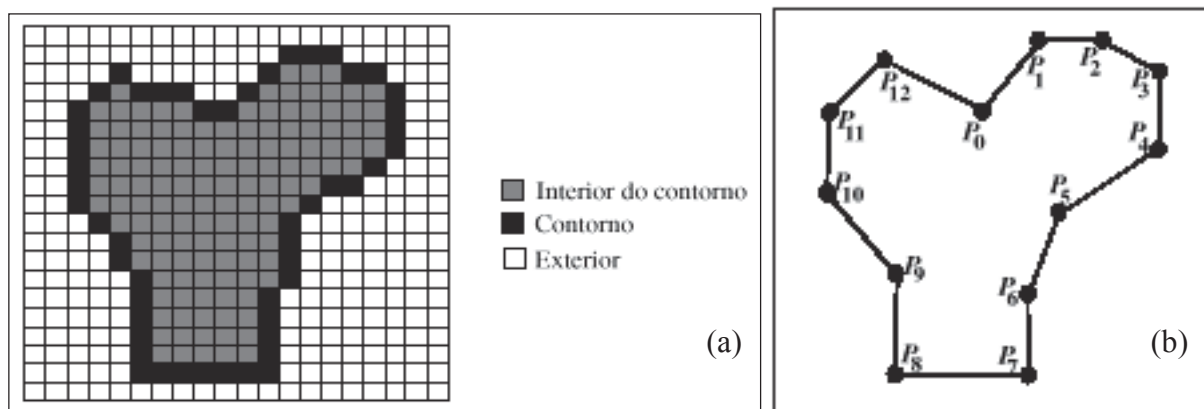 Interior do contorno
Contorno
Exterior
(a)
P0
P1
P2
P3
P4
P5
P6
P7
P8
P9
P10
P11
P12
(b)